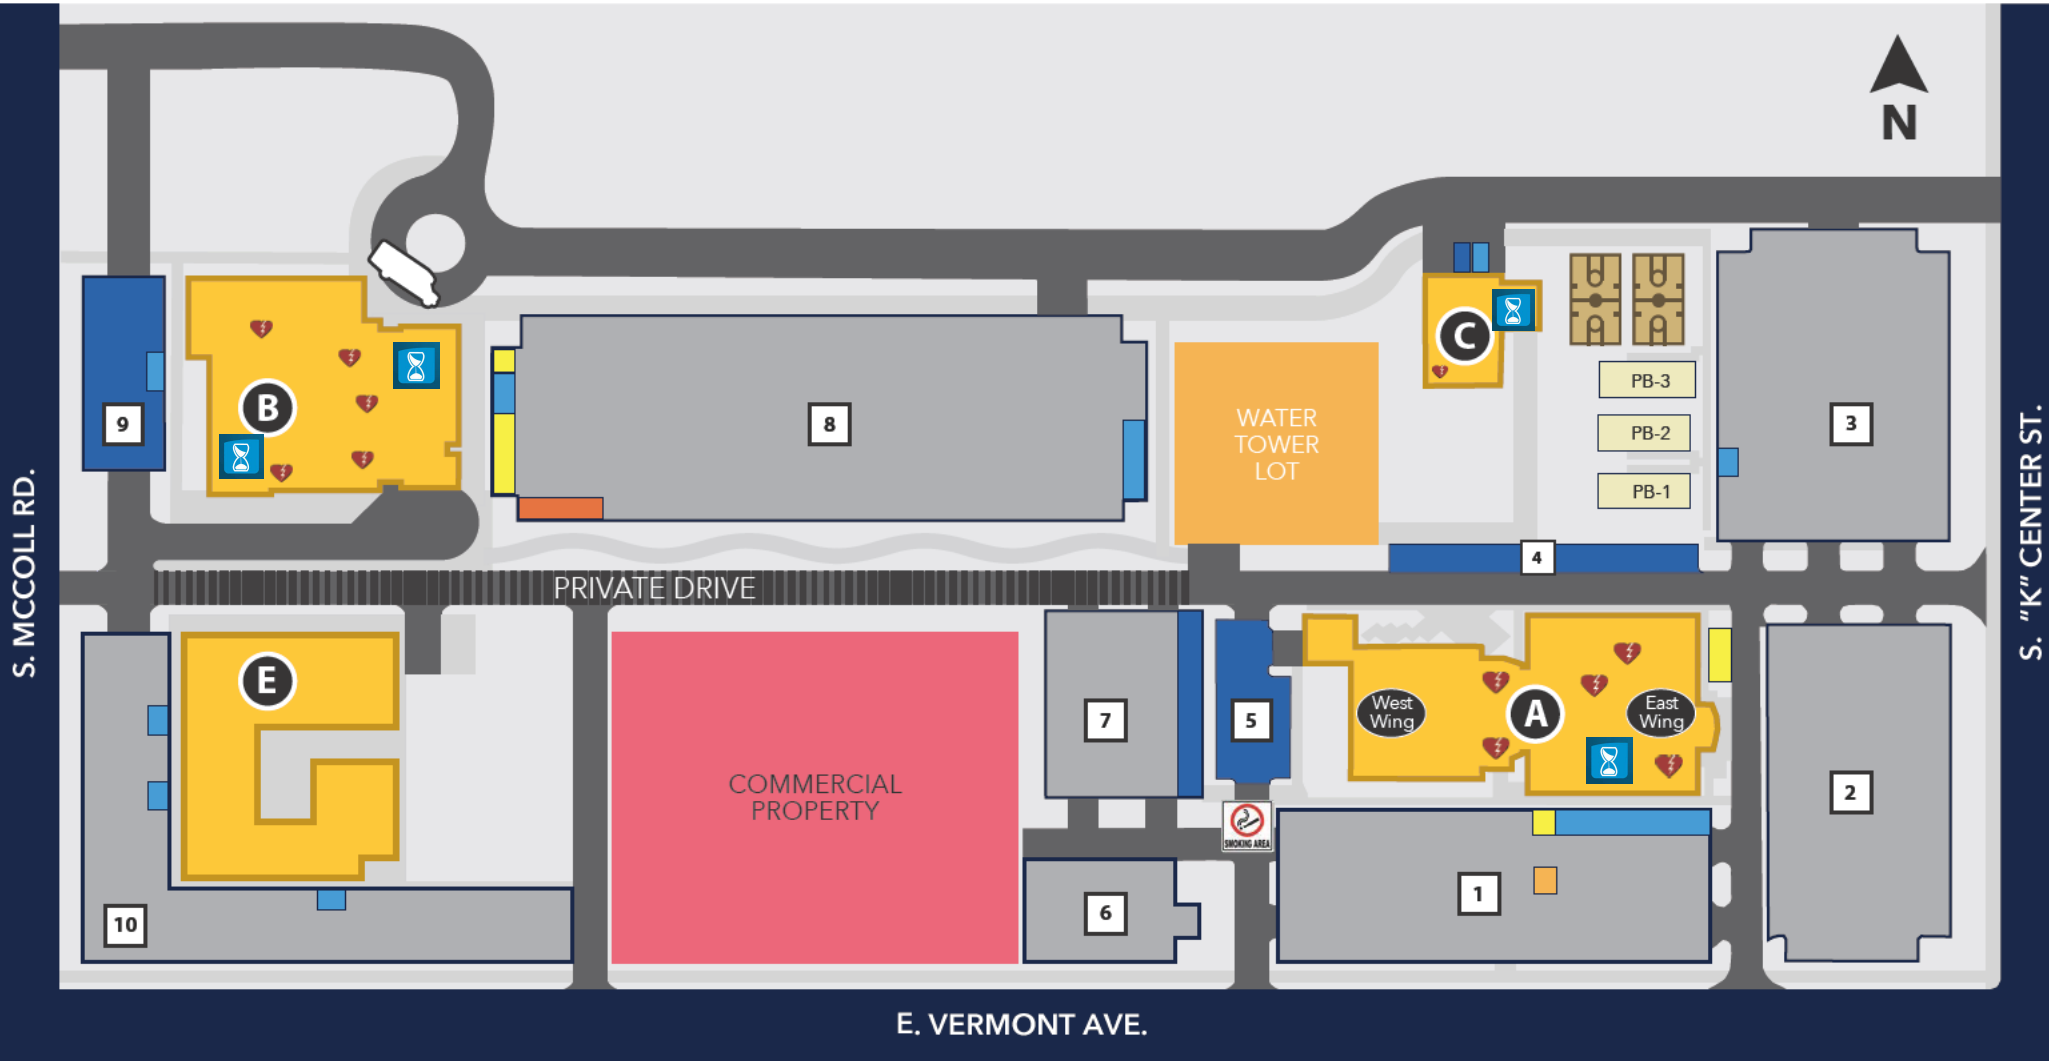 N
C
PB-3
PB-2
PB-1
3
B
9
8
WATER
TOWER
LOT
4
PRIVATE DRIVE
S. MCCOLL RD.
S. "K" CENTER ST.
E
7
5
West
Wing
A
East
Wing
COMMERCIAL
PROPERTY
2
SMOKING AREA
10
6
1
E. VERMONT AVE.